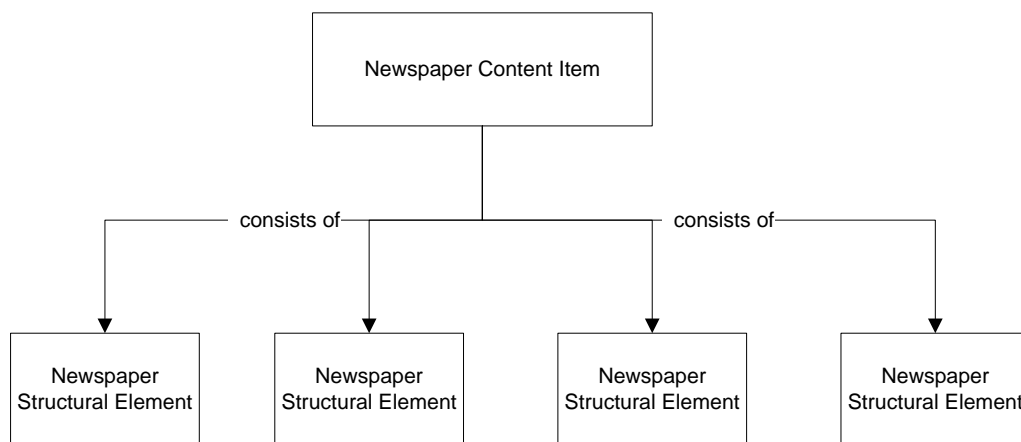 Newspaper Content Item
consists of
consists of
Newspaper
Structural Element
Newspaper
Structural Element
Newspaper
Structural Element
Newspaper
Structural Element